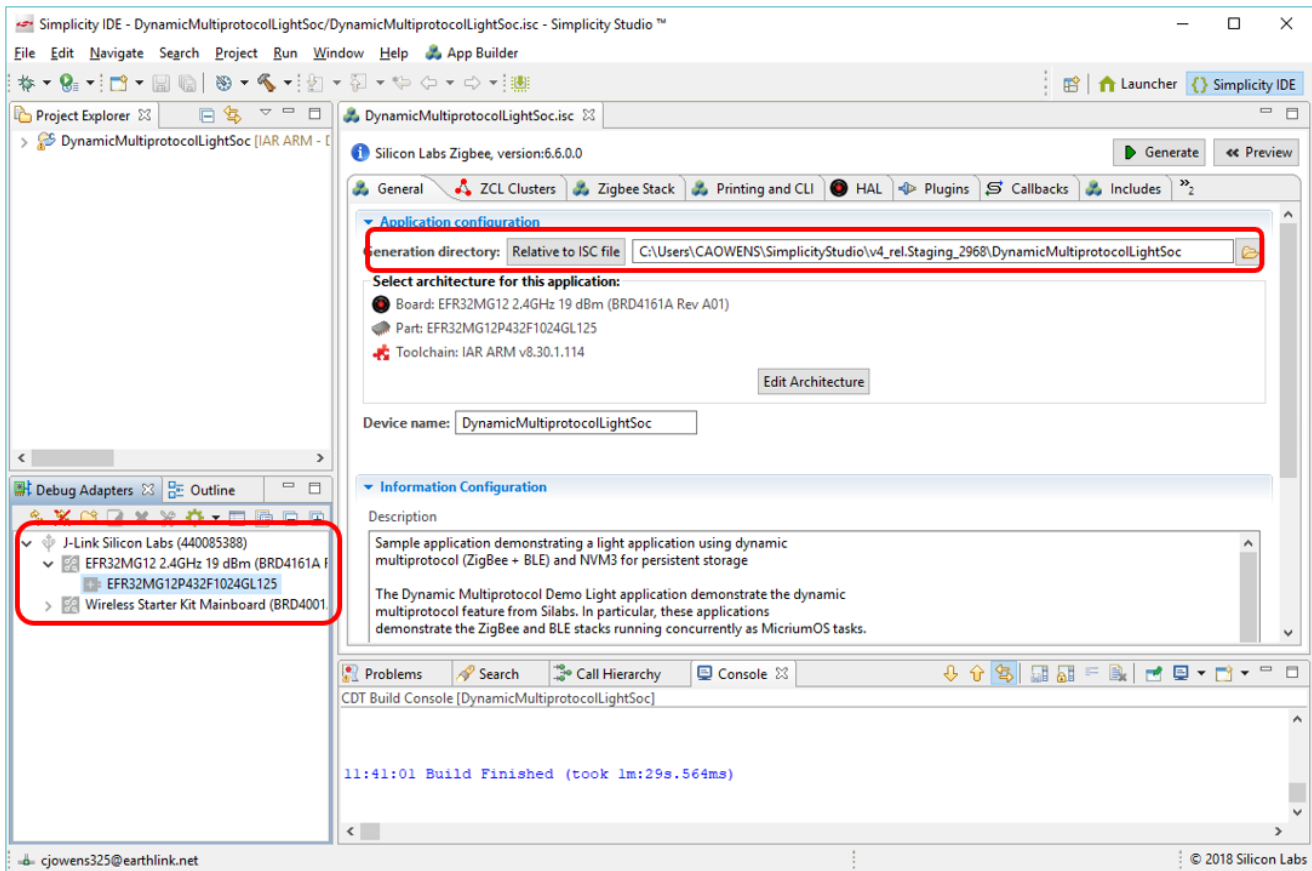 Simplicity IDE - DynamicMultiprotocolLightSoc/DynamicMultiprotocolLightSoc.isc - Simplicity Studio ™
File Edit Navigate Search Project Run Window Help App Builder
Launcher Simplicity IDE
Project Explorer
DynamicMultiprotocolLightSoc [IAR ARM - D
DynamicMultiprotocolLightSoc.isc
Silicon Labs Zigbee, version:6.6.0.0
Generate Preview
General ZCL Clusters Zigbee Stack Printing and CLI HAL Plugins Callbacks Includes »2
Application configuration
Generation directory: Relative to ISC file C:\Users\CAOWENS\SimplicityStudio\v4_rel.Staging_2968\DynamicMultiprotocolLightSoc
Select architecture for this application:
Board: EFR32MG12 2.4GHz 19 dBm (BRD4161A Rev A01)
Part: EFR32MG12P432F1024GL125
Toolchain: IAR ARM v8.30.1.114
Edit Architecture
Device name: DynamicMultiprotocolLightSoc
Information Configuration
Description
Sample application demonstrating a light application using dynamic
multiprotocol (ZigBee + BLE) and NVM3 for persistent storage
The Dynamic Multiprotocol Demo Light application demonstrate the dynamic
multiprotocol feature from Silabs. In particular, these applications
demonstrate the ZigBee and BLE stacks running concurrently as MicriumOS tasks.
Debug Adapters Outline
J-Link Silicon Labs (440085388)
EFR32MG12 2.4GHz 19 dBm (BRD4161A F
EFR32MG12P432F1024GL125
Wireless Starter Kit Mainboard (BRD4001.
Problems Search Call Hierarchy Console
CDT Build Console [DynamicMultiprotocolLightSoc]
11:41:01 Build Finished (took 1m:29s.564ms)
cjowens325@earthlink.net
© 2018 Silicon Labs